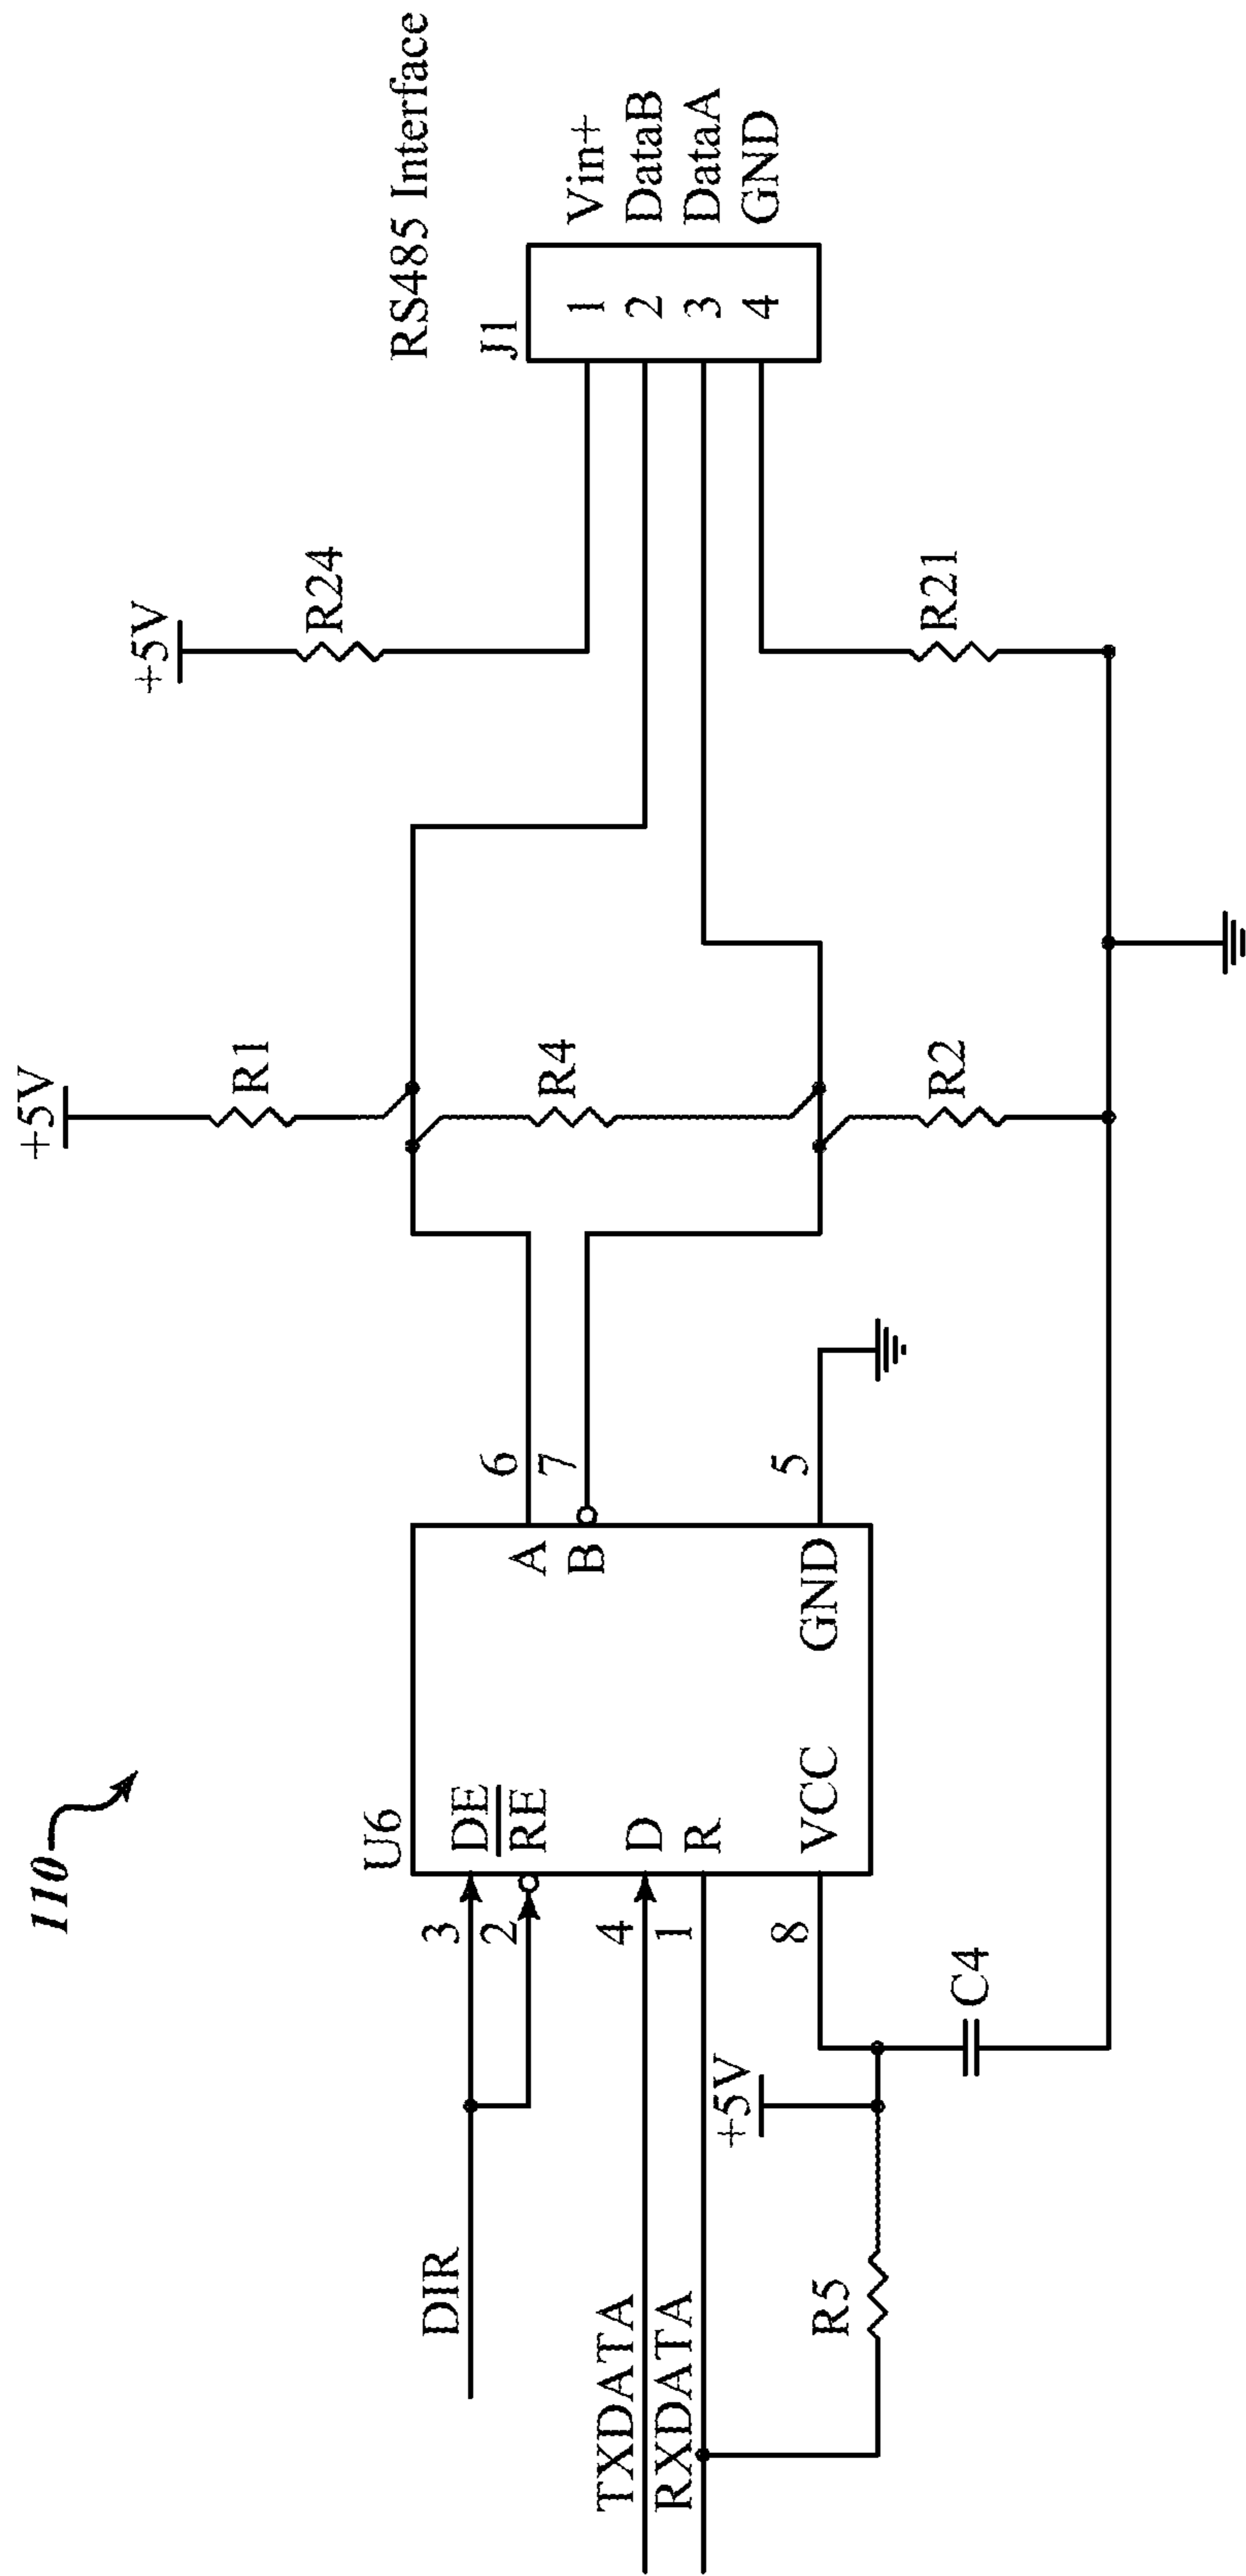 110
RS485 Interface
+5V
+5V
R1
R24
J1
1 Vin+
2 DataB
3 DataA
4 GND
R4
R2
R21
U6
DIR
3 DE
2 RE
TXDATA
4 D
RXDATA
1 R
8 VCC
A 6
B 7
GND 5
+5V
R5
C4